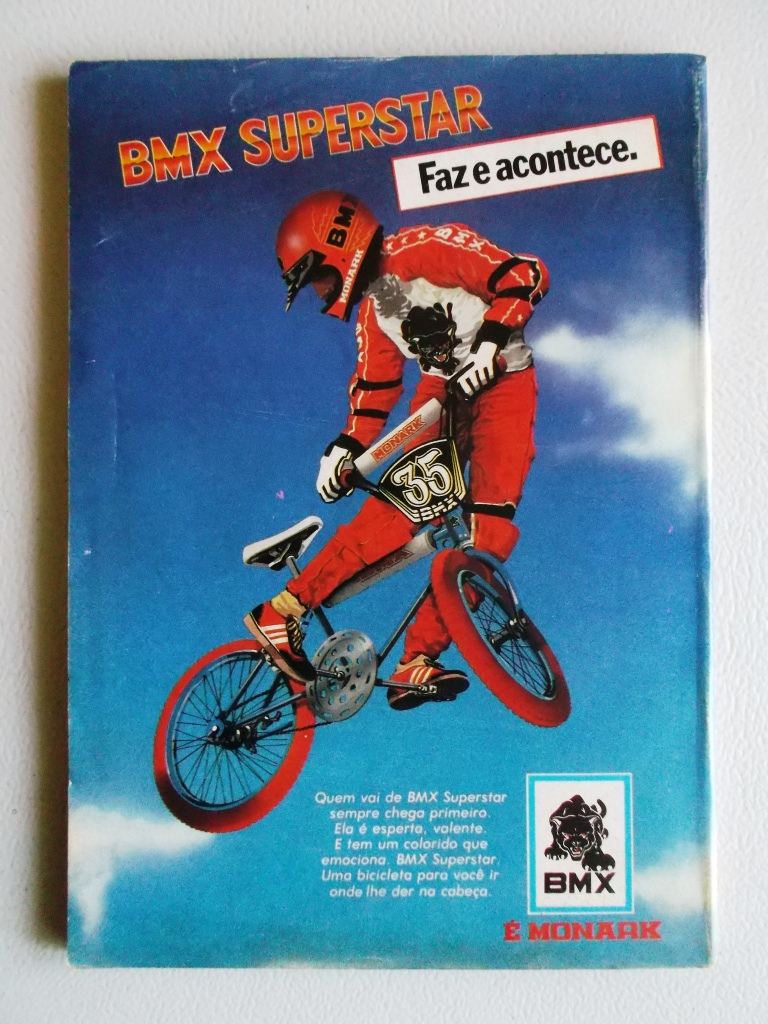 BMX SUPERSTAR
Faz e acontece.
BMX
MONARK
BMX
MONARK
35
BMX
Quem vai de BMX Superstar
sempre chega primeiro.
Ela é esperta, valente.
E tem um colorido que
emociona. BMX Superstar.
Uma bicicleta para você ir
onde lhe der na cabeça.
BMX
É MONARK